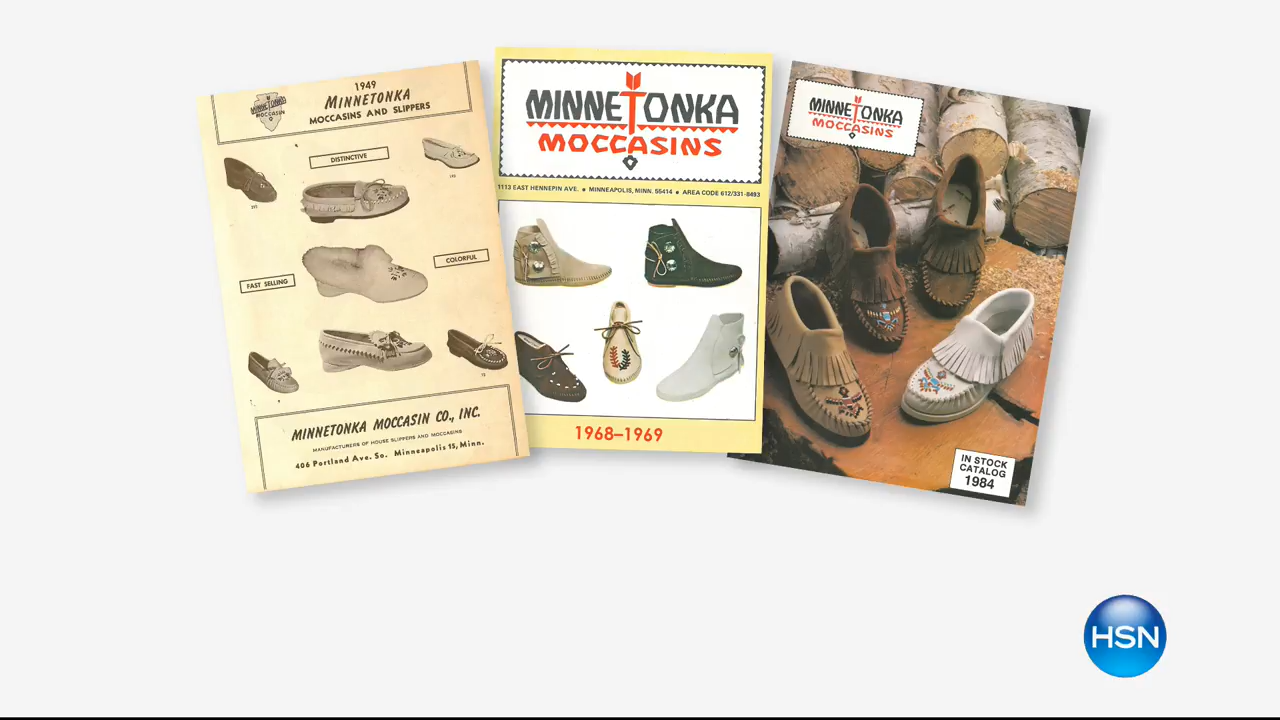 1949
MINNETONKA
MOCCASINS AND SLIPPERS
MINNETONKA
MOCCASIN
DISTINCTIVE
COLORFUL
FAST SELLING
MINNETONKA MOCCASIN CO., INC.
MANUFACTURERS OF HOUSE SLIPPERS AND MOCCASINS
406 Portland Ave. So. Minneapolis 15, Minn.
MINNETONKA
MOCCASINS
1113 EAST HENNEPIN AVE. • MINNEAPOLIS, MINN. 55414 • AREA CODE 612/331-8493
1968–1969
MINNETONKA
MOCCASINS
IN STOCK
CATALOG
1984
HSN